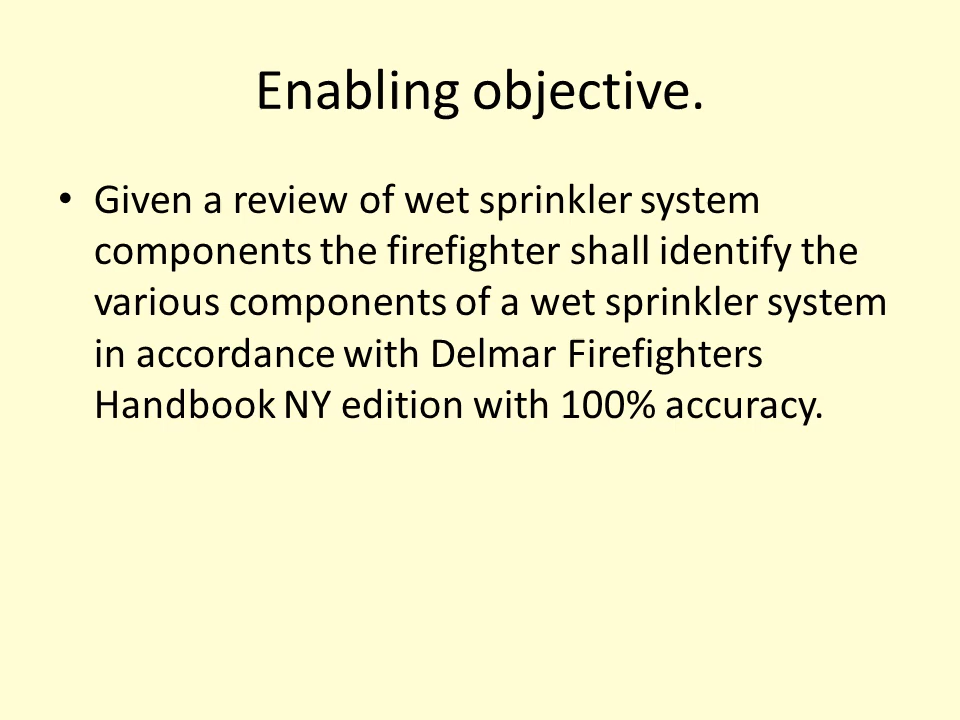 Enabling objective.
• Given a review of wet sprinkler system
components the firefighter shall identify the
various components of a wet sprinkler system
in accordance with Delmar Firefighters
Handbook NY edition with 100% accuracy.